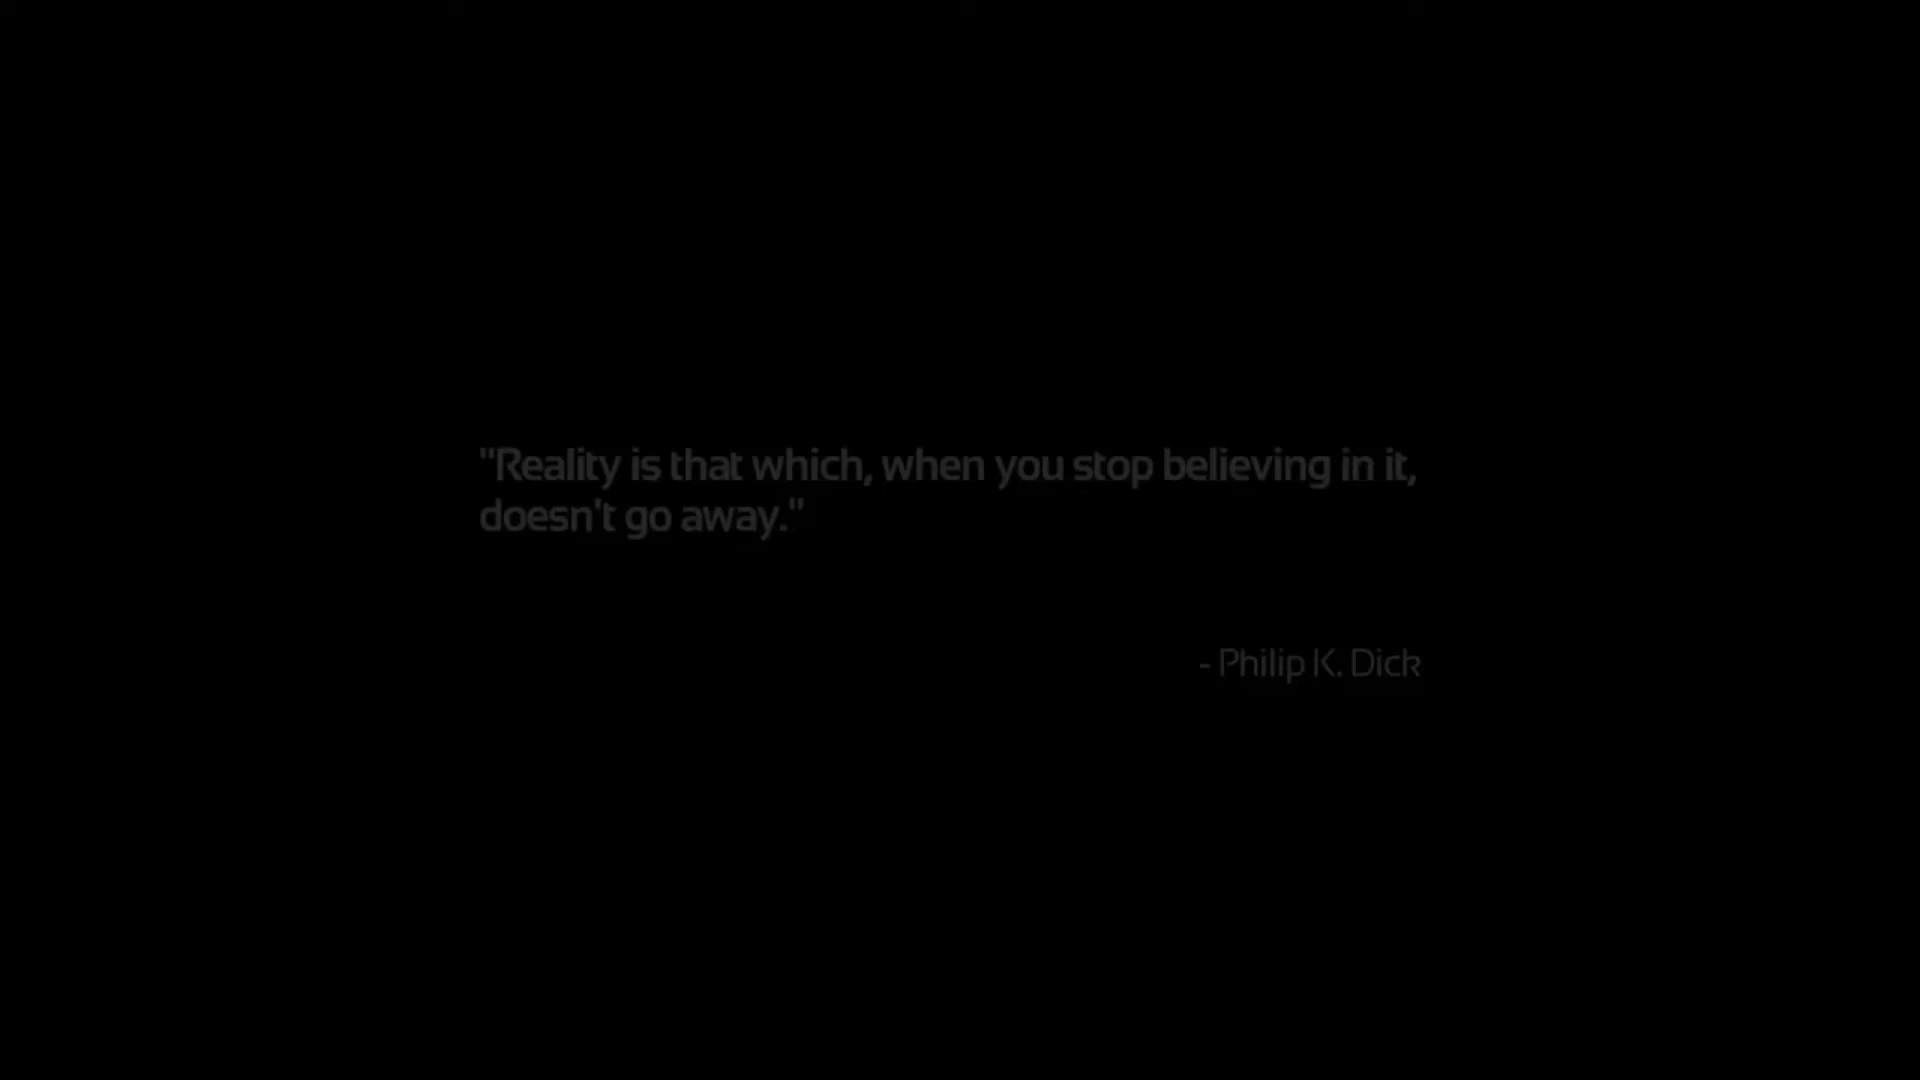 "Reality is that which, when you stop believing in it,
doesn't go away."
- Philip K. Dick